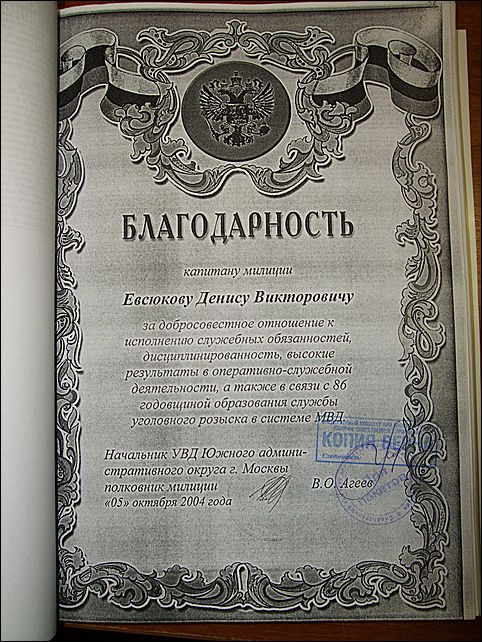 БЛАГОДАРНОСТЬ
капитану милиции
Евсюкову Денису Викторовичу
за добросовестное отношение к
исполнению служебных обязанностей,
дисциплинированность, высокие
результаты в оперативно-служебной
деятельности, а также в связи с 86
годовщиной образования службы
уголовного розыска в системе МВД.
КОПИЯ ВЕ
Начальник УВД Южного админи-
стративного округа г. Москвы
полковник милиции
В.О. Агеев
«05» октября 2004 года